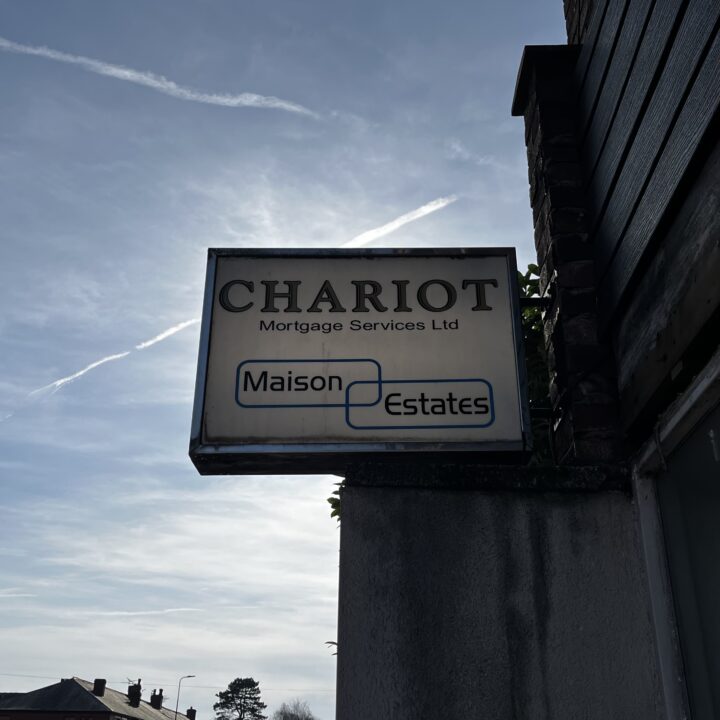 CHARIOT
Mortgage Services Ltd
Maison
Estates